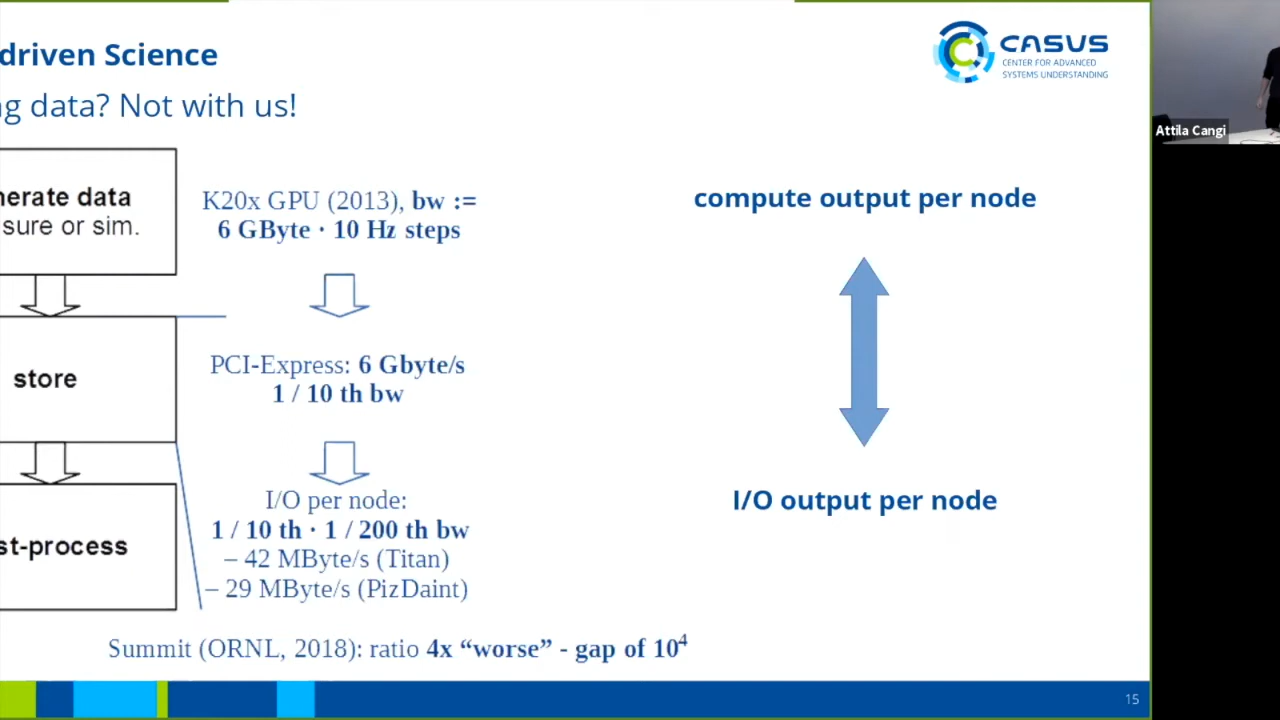 driven Science
CASUS
CENTER FOR ADVANCED
SYSTEMS UNDERSTANDING
g data? Not with us!
Attila Cangi
nerate data
sure or sim.
K20x GPU (2013), bw :=
6 GByte · 10 Hz steps
compute output per node
store
PCI-Express: 6 Gbyte/s
1 / 10 th bw
st-process
I/O per node:
1 / 10 th · 1 / 200 th bw
– 42 MByte/s (Titan)
– 29 MByte/s (PizDaint)
I/O output per node
Summit (ORNL, 2018): ratio 4x “worse” - gap of 10⁴
15